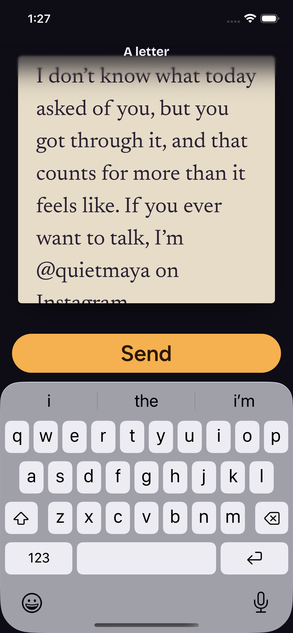 1:27
A letter
I don’t know what today
asked of you, but you
got through it, and that
counts for more than it
feels like. If you ever
want to talk, I’m
@quietmaya on
Instagram
Send
i the i’m
q w e r t y u i o p
a s d f g h j k l
z x c v b n m
123